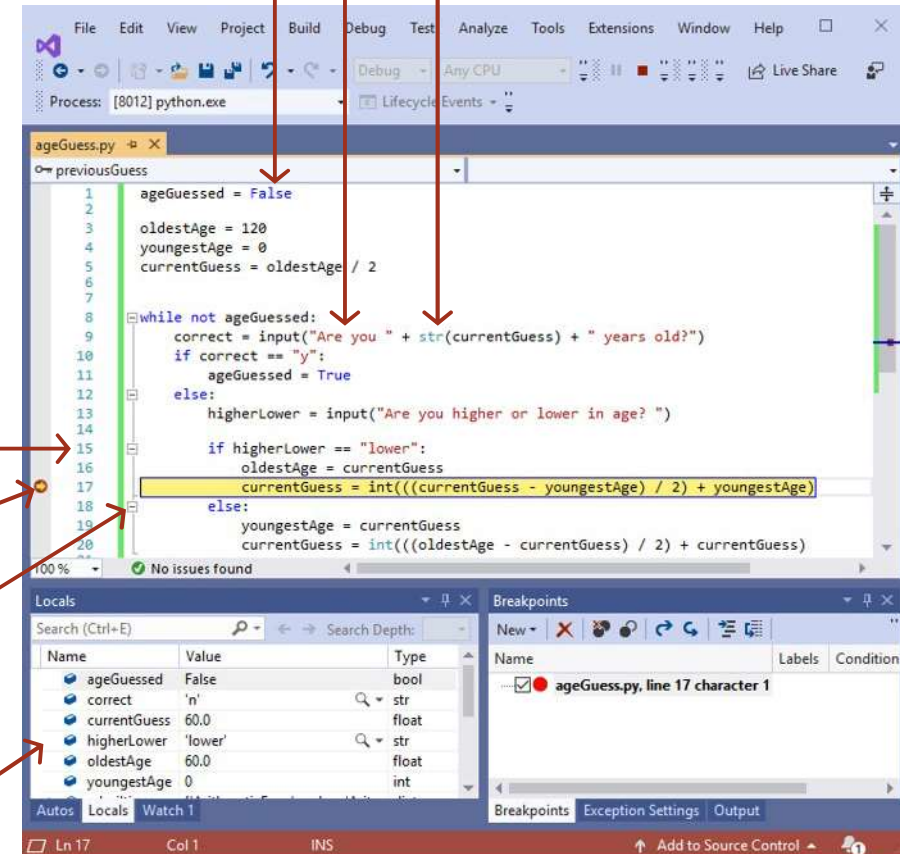 File Edit View Project Build Debug Test Analyze Tools Extensions Window Help
Debug Any CPU Live Share
Process: [8012] python.exe Lifecycle Events
ageGuess.py
previousGuess
1 ageGuessed = False
2
3 oldestAge = 120
4 youngestAge = 0
5 currentGuess = oldestAge / 2
6
7
8 while not ageGuessed:
9 correct = input("Are you " + str(currentGuess) + " years old?")
10 if correct == "y":
11 ageGuessed = True
12 else:
13 higherLower = input("Are you higher or lower in age? ")
14
15 if higherLower == "lower":
16 oldestAge = currentGuess
17 currentGuess = int(((currentGuess - youngestAge) / 2) + youngestAge)
18 else:
19 youngestAge = currentGuess
20 currentGuess = int(((oldestAge - currentGuess) / 2) + currentGuess)
100 % No issues found
Locals
Search (Ctrl+E) Search Depth:
Name Value Type
ageGuessed False bool
correct 'n' str
currentGuess 60.0 float
higherLower 'lower' str
oldestAge 60.0 float
youngestAge 0 int
Autos Locals Watch 1
Breakpoints
New
Name Labels Condition
ageGuess.py, line 17 character 1
Breakpoints Exception Settings Output
Ln 17 Col 1 INS Add to Source Control 1